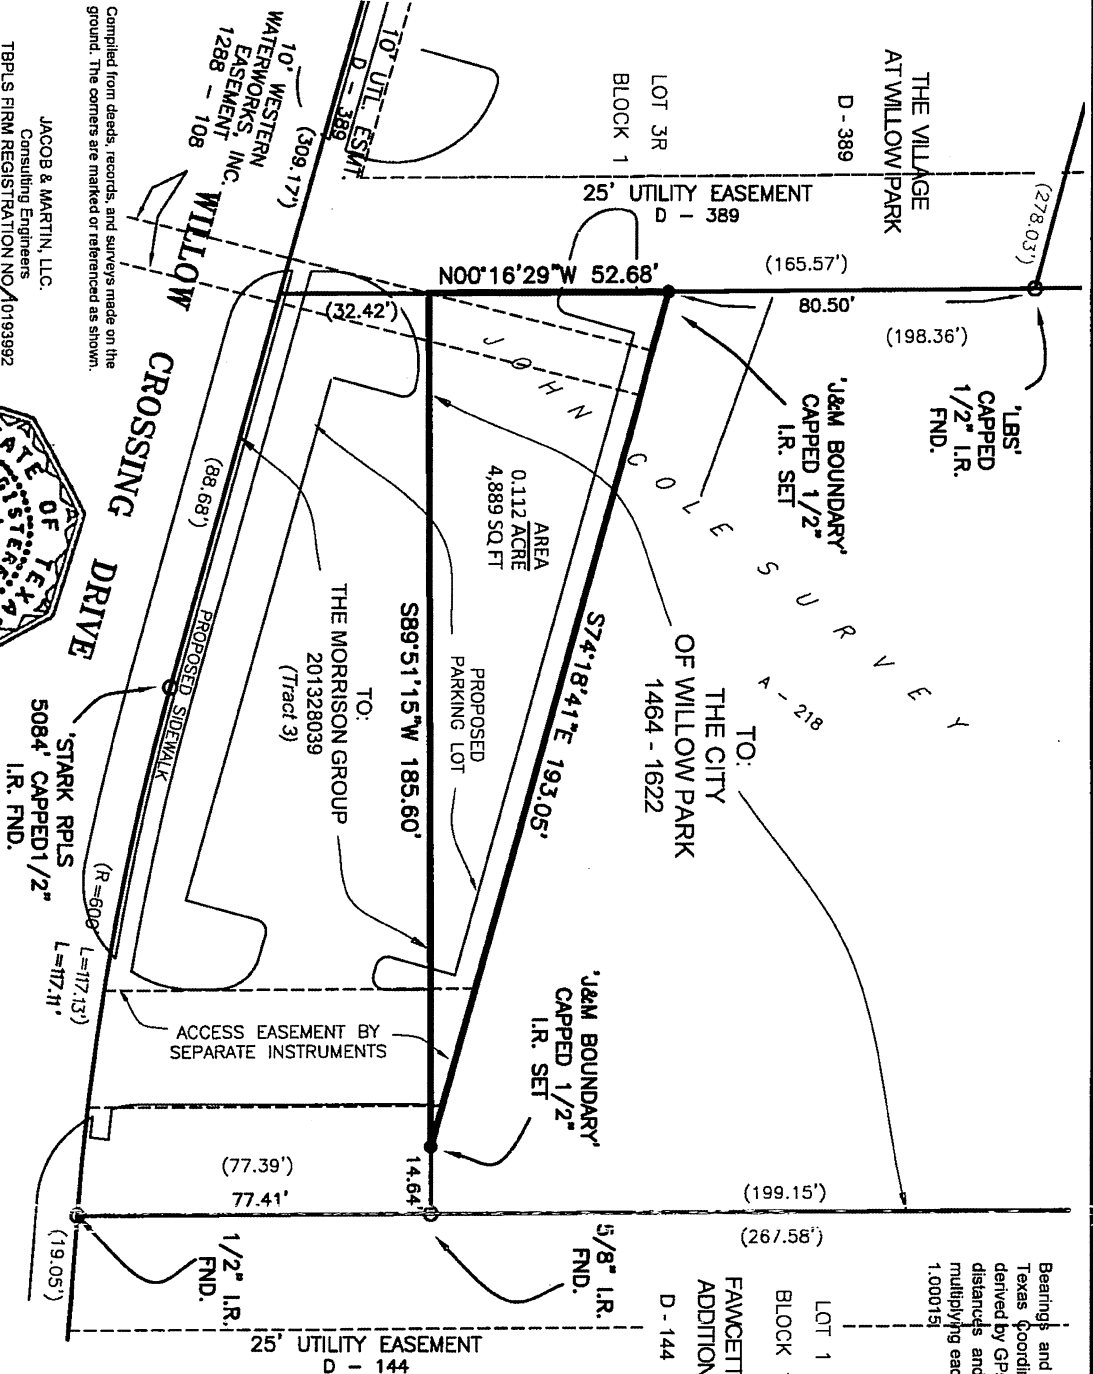 THE VILLAGE
AT WILLOW PARK
D - 389
LOT 3R
BLOCK 1
25' UTILITY EASEMENT
D - 389
10' UTL. ESMT.
D - 389
10' WESTERN
WATERWORKS, INC.
EASEMENT
1288 - 108
(309.17')
WILLOW CROSSING DRIVE
Compiled from deeds, records, and surveys made on the
ground. The corners are marked or referenced as shown.
JACOB & MARTIN, LLC.
Consulting Engineers
TBPLS FIRM REGISTRATION NO. 10193992
(278.03')
(165.57')
80.50'
(198.36')
'LBS'
CAPPED
1/2" I.R.
FND.
'J&M BOUNDARY'
CAPPED 1/2"
I.R. SET
N00°16'29"W 52.68'
(32.42')
JOHN COLE SURVEY
A - 218
AREA
0.112 ACRE
4,889 SQ FT
S74°18'41"E 193.05'
S89°51'15"W 185.60'
TO:
THE CITY
OF WILLOW PARK
1464 - 1622
PROPOSED
PARKING LOT
TO:
THE MORRISON GROUP
201328039
(Tract 3)
(88.68')
PROPOSED SIDEWALK
'STARK RPLS
5084' CAPPED 1/2"
I.R. FND.
(R=600'
L=117.13')
L=117.11'
ACCESS EASEMENT BY
SEPARATE INSTRUMENTS
'J&M BOUNDARY'
CAPPED 1/2"
I.R. SET
14.64'
(77.39')
77.41'
(199.15')
(267.58')
5/8" I.R.
FND.
1/2" I.R.
FND.
(19.05')
25' UTILITY EASEMENT
D - 144
LOT 1
BLOCK
FAWCETT
ADDITION
D - 144
Bearings and
Texas
derived by
distances and
multiplying
1.00015
OF